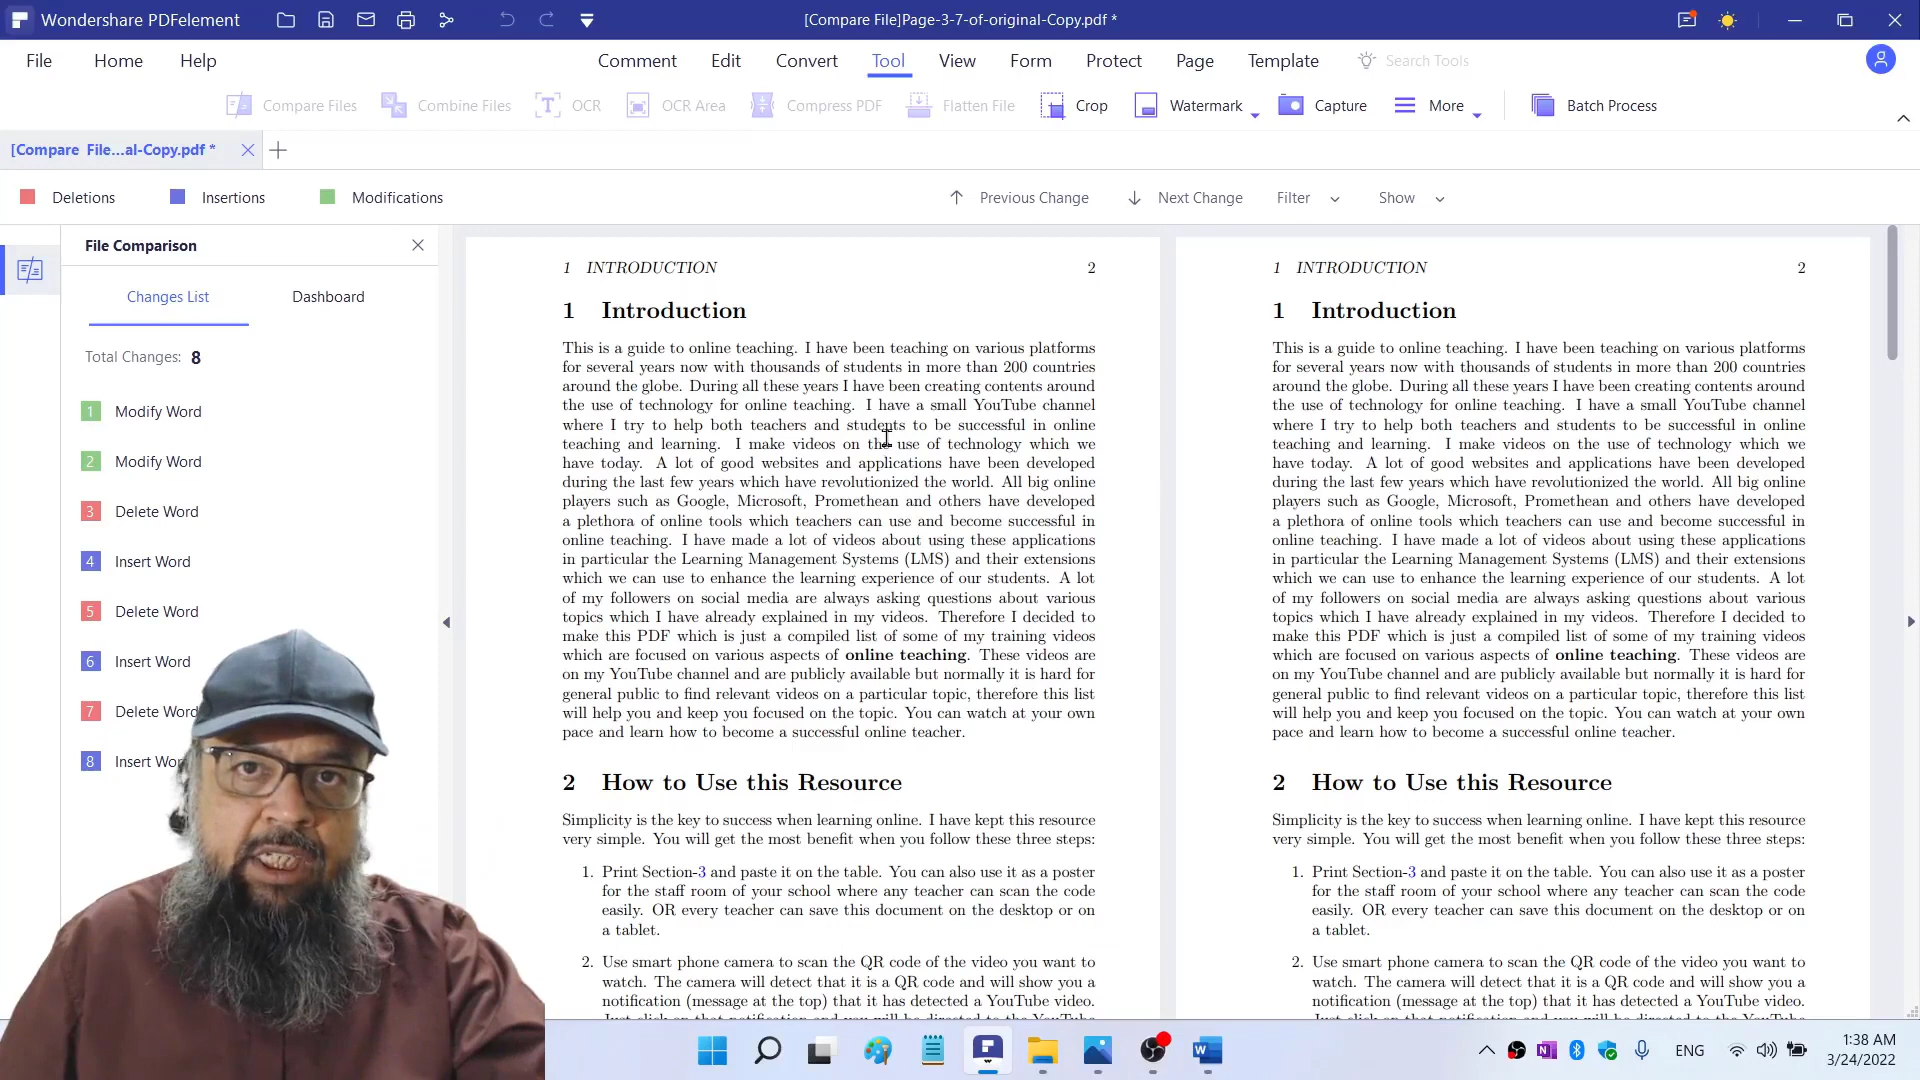 Wondershare PDFelement
[Compare File]Page-3-7-of-original-Copy.pdf *
File Home Help Comment Edit Convert Tool View Form Protect Page Template Search Tools
Compare Files Combine Files OCR OCR Area Compress PDF Flatten File Crop Watermark Capture More Batch Process
[Compare File...al-Copy.pdf *
Deletions Insertions Modifications Previous Change Next Change Filter Show
File Comparison
Changes List Dashboard
Total Changes: 8
1 Modify Word
2 Modify Word
3 Delete Word
4 Insert Word
5 Delete Word
6 Insert Word
7 Delete Word
8 Insert
1 INTRODUCTION 2
1 Introduction
This is a guide to online teaching. I have been teaching on various platforms
for several years now with thousands of students in more than 200 countries
around the globe. During all these years I have been creating contents around
the use of technology for online teaching. I have a small YouTube channel
where I try to help both teachers and students to be successful in online
teaching and learning. I make videos on the use of technology which we
have today. A lot of good websites and applications have been developed
during the last few years which have revolutionized the world. All big online
players such as Google, Microsoft, Promethean and others have developed
a plethora of online tools which teachers can use and become successful in
online teaching. I have made a lot of videos about using these applications
in particular the Learning Management Systems (LMS) and their extensions
which we can use to enhance the learning experience of our students. A lot
of my followers on social media are always asking questions about various
topics which I have already explained in my videos. Therefore I decided to
make this PDF which is just a compiled list of some of my training videos
which are focused on various aspects of online teaching. These videos are
on my YouTube channel and are publicly available but normally it is hard for
general public to find relevant videos on a particular topic, therefore this list
will help you and keep you focused on the topic. You can watch at your own
pace and learn how to become a successful online teacher.
2 How to Use this Resource
Simplicity is the key to success when learning online. I have kept this resource
very simple. You will get the most benefit when you follow these three steps:
1. Print Section-3 and paste it on the table. You can also use it as a poster
for the staff room of your school where any teacher can scan the code
easily. OR every teacher can save this document on the desktop or on
a tablet.
2. Use smart phone camera to scan the QR code of the video you want to
watch. The camera will detect that it is a QR code and will show you a
notification (message at the top) that it has detected a YouTube video.
Just click on that notification and you will be directed to the YouTube
1 INTRODUCTION 2
1 Introduction
This is a guide to online teaching. I have been teaching on various platforms
for several years now with thousands of students in more than 200 countries
around the globe. During all these years I have been creating contents around
the use of technology for online teaching. I have a small YouTube channel
where I try to help both teachers and students to be successful in online
teaching and learning. I make videos on the use of technology which we
have today. A lot of good websites and applications have been developed
during the last few years which have revolutionized the world. All big online
players such as Google, Microsoft, Promethean and others have developed
a plethora of online tools which teachers can use and become successful in
online teaching. I have made a lot of videos about using these applications
in particular the Learning Management Systems (LMS) and their extensions
which we can use to enhance the learning experience of our students. A lot
of my followers on social media are always asking questions about various
topics which I have already explained in my videos. Therefore I decided to
make this PDF which is just a compiled list of some of my training videos
which are focused on various aspects of online teaching. These videos are
on my YouTube channel and are publicly available but normally it is hard for
general public to find relevant videos on a particular topic, therefore this list
will help you and keep you focused on the topic. You can watch at your own
pace and learn how to become a successful online teacher.
2 How to Use this Resource
Simplicity is the key to success when learning online. I have kept this resource
very simple. You will get the most benefit when you follow these three steps:
1. Print Section-3 and paste it on the table. You can also use it as a poster
for the staff room of your school where any teacher can scan the code
easily. OR every teacher can save this document on the desktop or on
a tablet.
2. Use smart phone camera to scan the QR code of the video you want to
watch. The camera will detect that it is a QR code and will show you a
notification (message at the top) that it has detected a YouTube video.
Just click on that notification and you will be directed to the YouTube
ENG
1:38 AM
3/24/2022